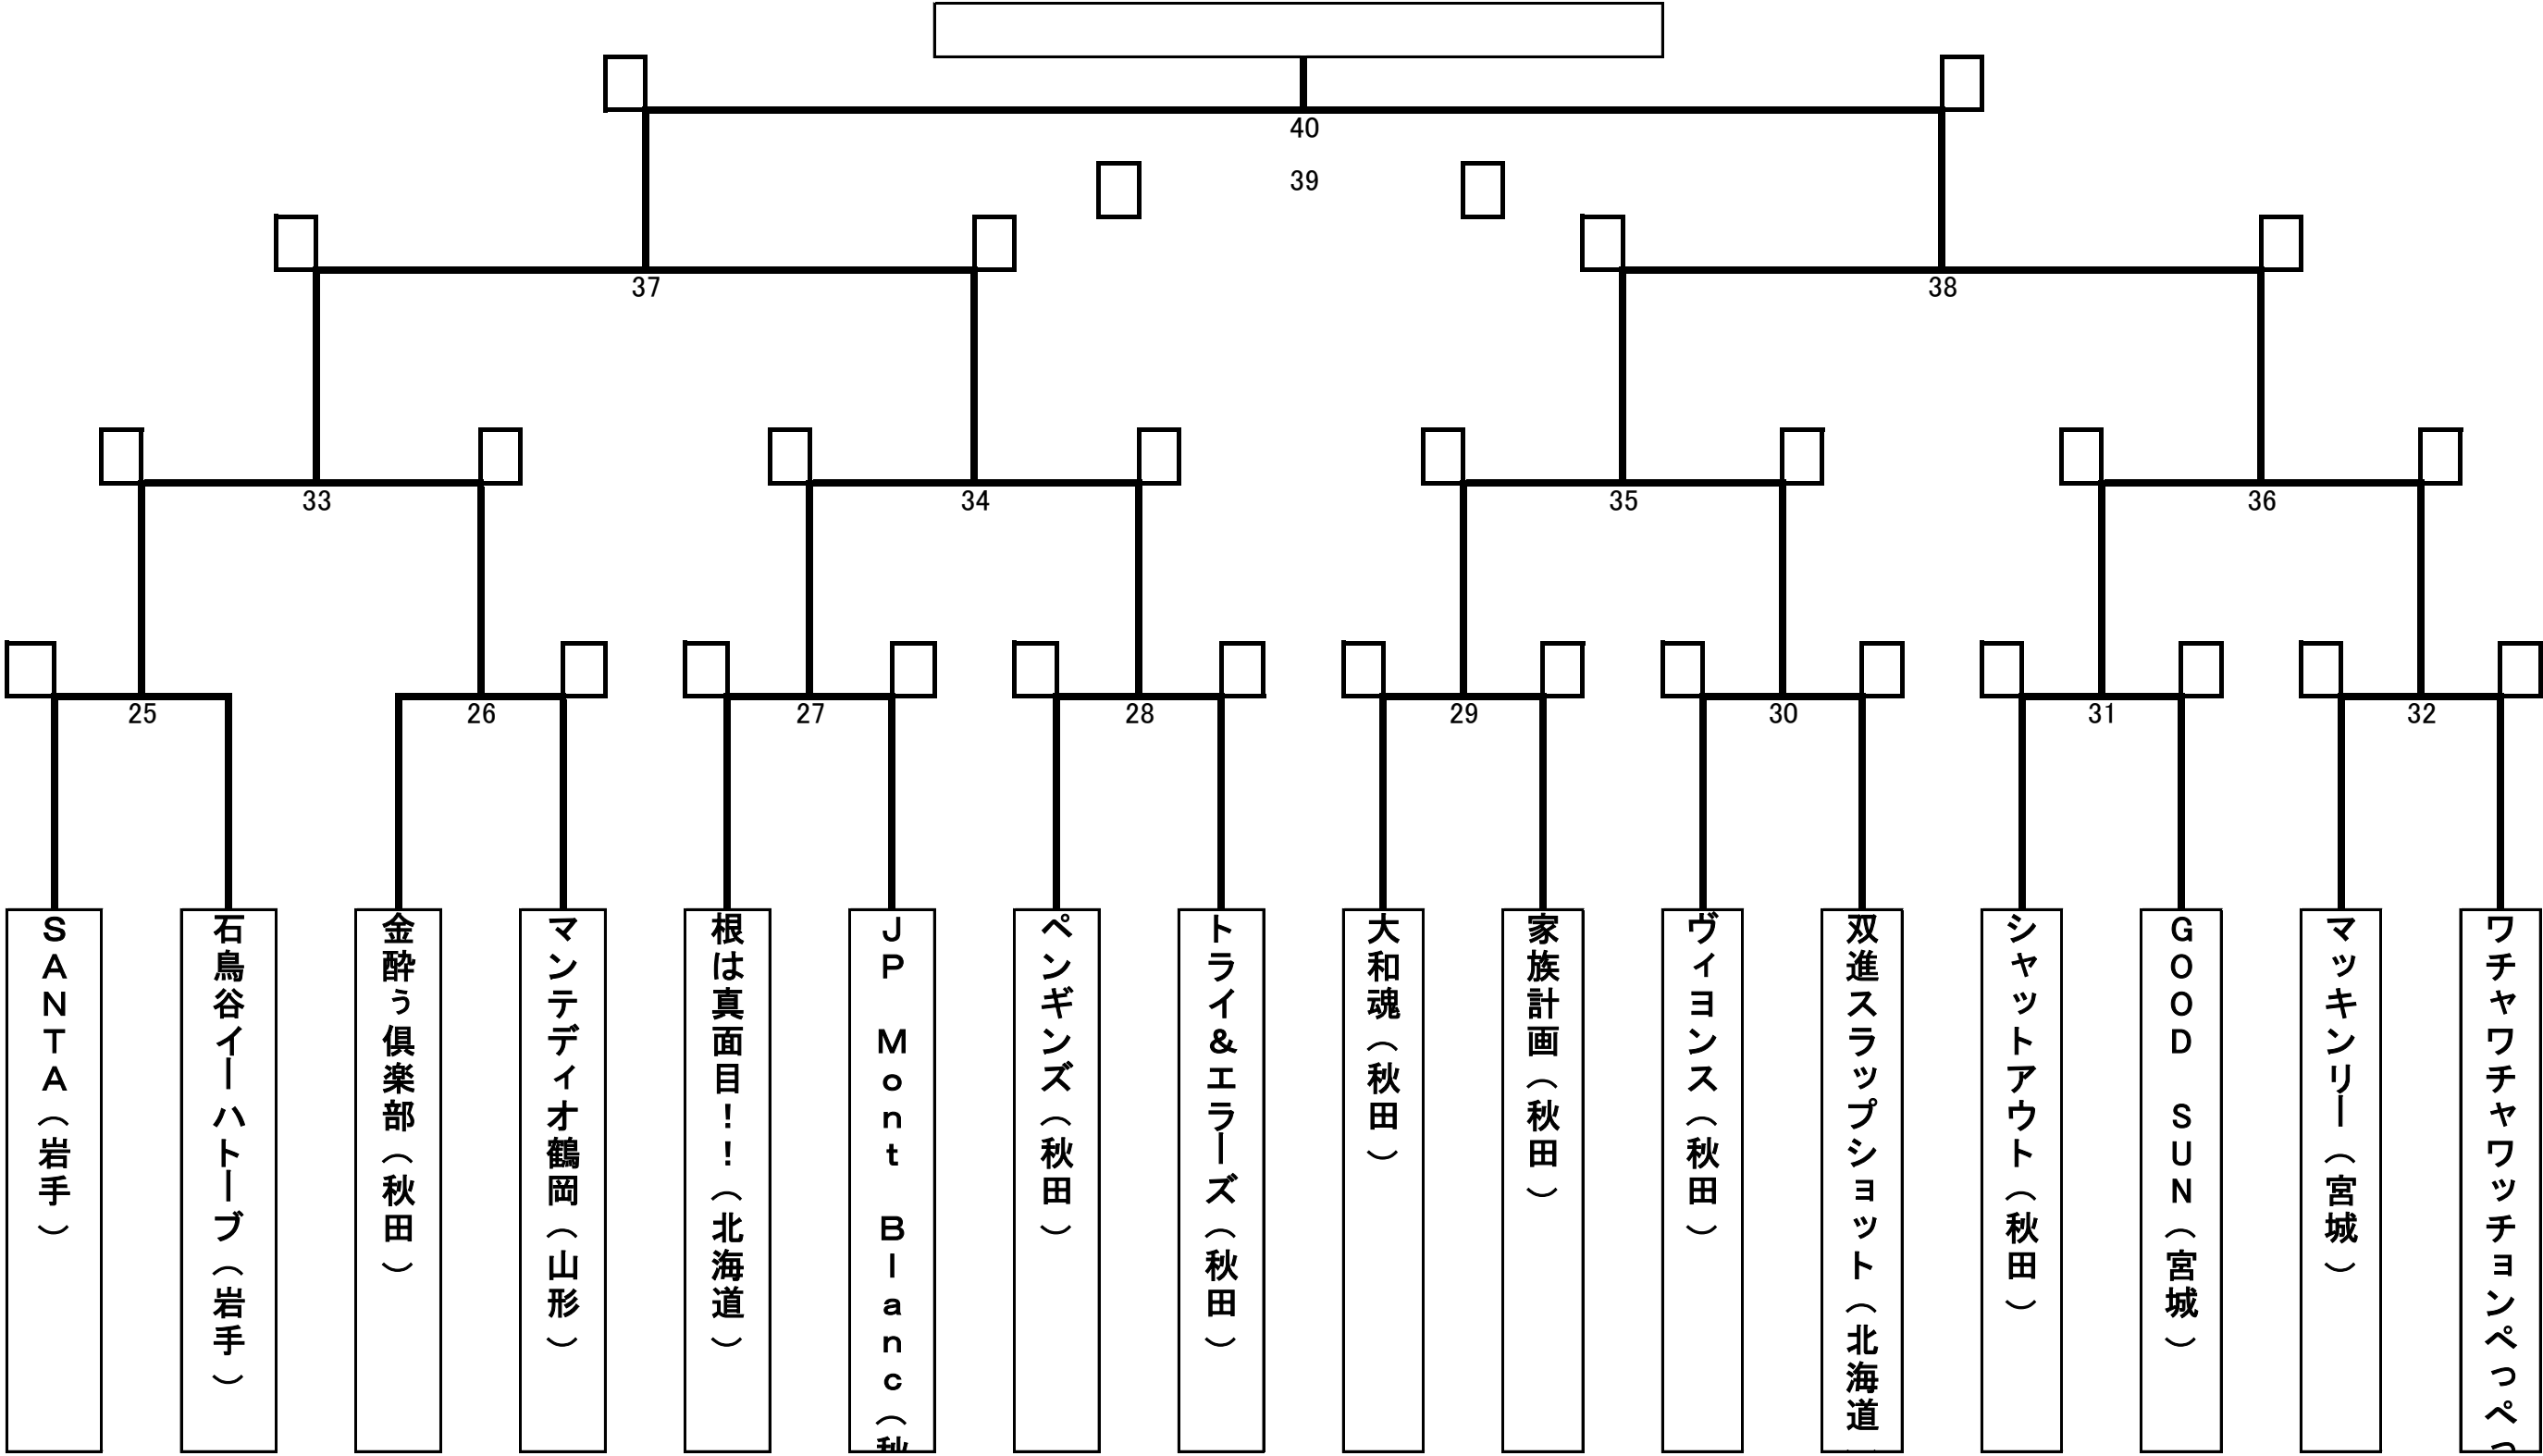 40
39
37
38
33
34
35
36
25
26
27
28
29
30
31
32
SANTA（岩手）
石鳥谷イーハトーブ（岩手）
金酔ぅ倶楽部（秋田）
マンテディオ鶴岡（山形）
根は真面目！！（北海道）
JP Mont Blanc（秋
ペンギンズ（秋田）
トライ＆エラーズ（秋田）
大和魂（秋田）
家族計画（秋田）
ヴィヨンス（秋田）
双進スラップショット（北海道
シャットアウト（秋田）
GOOD SUN（宮城）
マッキンリー（宮城）
ワチャワチャワッチョンペっペっ